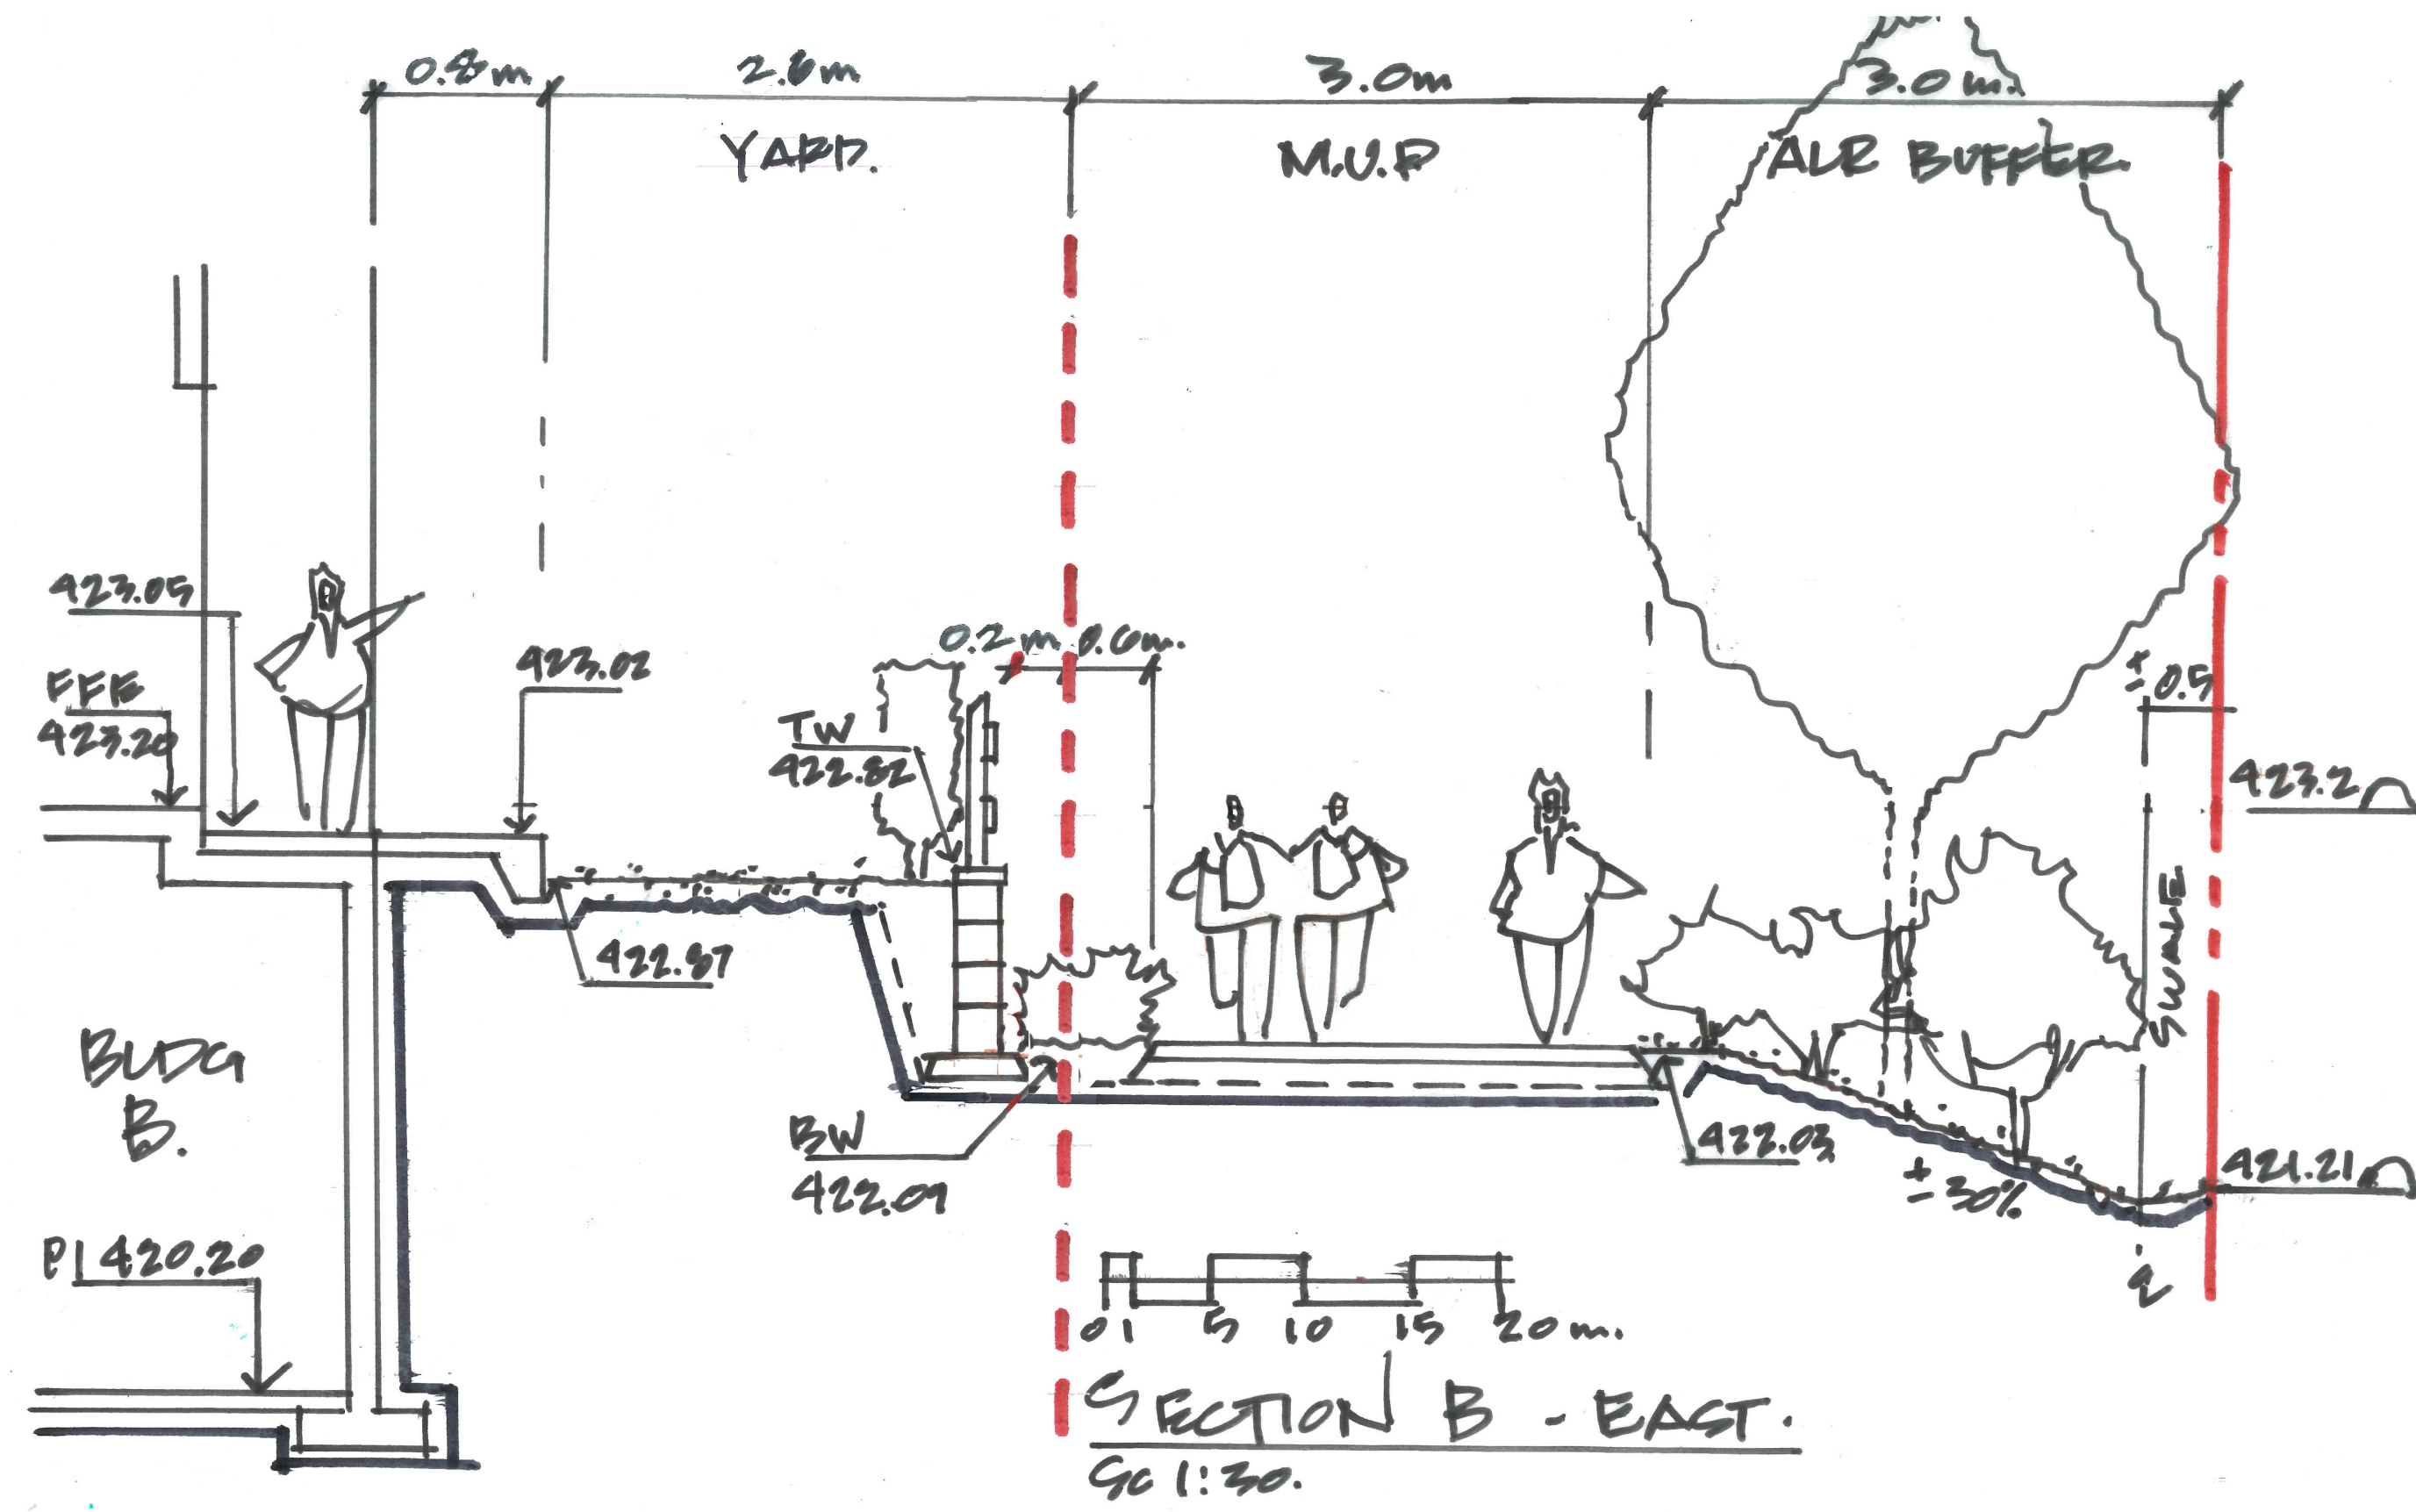 0.8m
2.6m
3.0m
3.0m.
YARD.
M.U.P
ALR BUFFER.
423.05
FFE
423.20
423.02
0.2m
0.6m.
TW
422.82
± 0.5
423.2
422.87
SWALE
BLDG
B.
BW
422.09
422.03
± 30%
421.21
P1 420.20
0 1 5 10 15 20m.
SECTION B - EAST.
Sc 1:30.